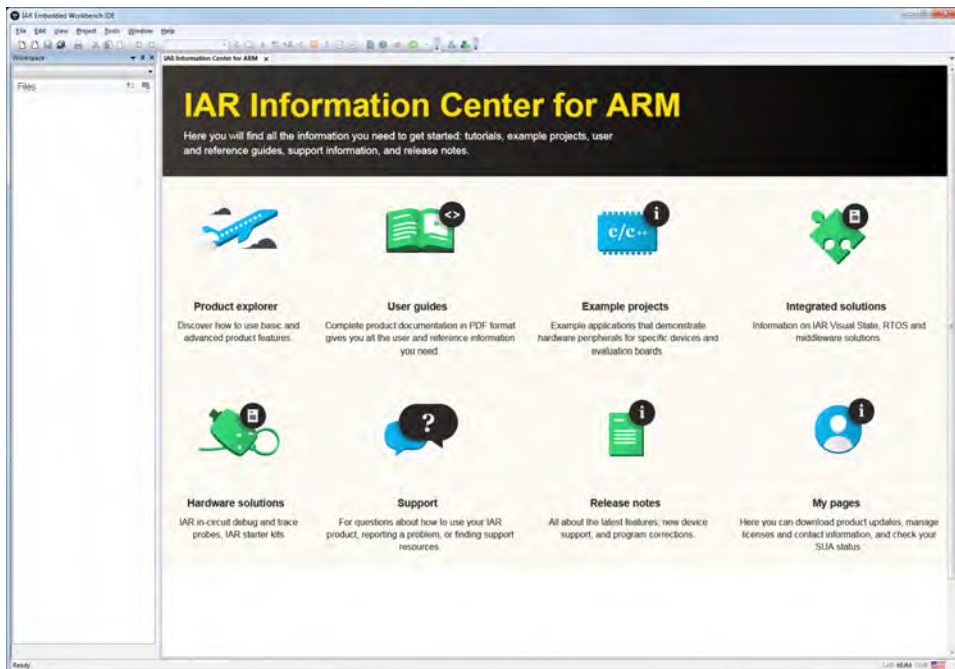 IAR Embedded Workbench IDE
File Edit View Project Tools Window Help
Workspace
IAR Information Center for ARM x
Files
IAR Information Center for ARM
Here you will find all the information you need to get started: tutorials, example projects, user
and reference guides, support information, and release notes.
<>
i
c/c++
Product explorer
User guides
Example projects
Integrated solutions
Discover how to use basic and
advanced product features.
Complete product documentation in PDF format
gives you all the user and reference information
you need.
Example applications that demonstrate
hardware peripherals for specific devices and
evaluation boards
Information on IAR Visual State, RTOS and
middleware solutions
?
i
i
Hardware solutions
Support
Release notes
My pages
IAR in-circuit debug and trace
probes, IAR starter kits
For questions about how to use your IAR
product, reporting a problem, or finding support
resources.
All about the latest features, new device
support, and program corrections.
Here you can download product updates, manage
licenses and contact information, and check your
SUA status
Ready
CAP NUM OVR